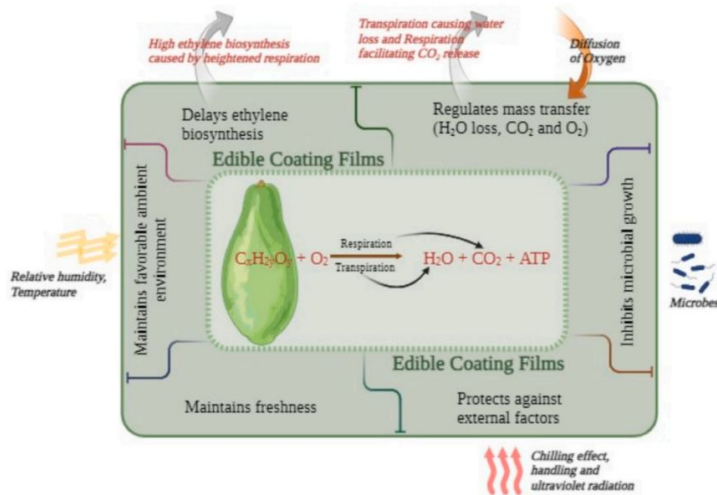 High ethylene biosynthesis
caused by heightened respiration
Transpiration causing water
loss and Respiration
facilitating CO₂ release
Diffusion
of Oxygen
Delays ethylene
biosynthesis
Regulates mass transfer
(H₂O loss, CO₂ and O₂)
Edible Coating Films
Maintains favorable ambient
environment
Relative humidity,
Temperature
CₓH₂ᵧOᵧ + O₂
Respiration
Transpiration
H₂O + CO₂ + ATP
Inhibits microbial growth
Microbes
Edible Coating Films
Maintains freshness
Protects against
external factors
Chilling effect,
handling and
ultraviolet radiation